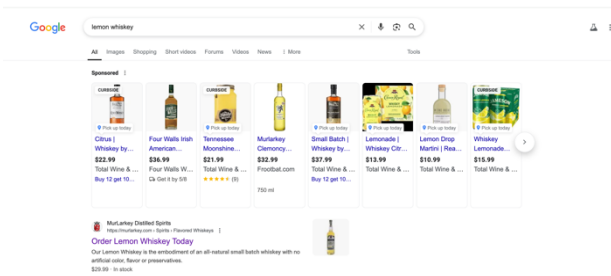 Google
lemon whiskey
All Images Shopping Short videos Forums Videos News More Tools
Sponsored
CURBSIDE
Pick up today
Citrus |
Whiskey by...
$22.99
Total Wine & ...
Buy 12 get 10...
Four Walls Irish
American...
$36.99
Four Walls W...
Get it by 5/8
CURBSIDE
Pick up today
Tennessee
Moonshine...
$21.99
Total Wine & ...
(9)
Murlarkey
Clemoncy...
$32.99
Frootbat.com
750 ml
Pick up today
Small Batch |
Whiskey by...
$37.99
Total Wine & ...
Buy 12 get 10...
Pick up today
Lemonade |
Whiskey Citr...
$13.99
Total Wine & ...
Pick up today
Lemon Drop
Martini | Rea...
$10.99
Total Wine & ...
CURBSIDE
Pick up today
Whiskey
Lemonade...
$15.99
Total Wine & ...
MurLarkey Distilled Spirits
https://murlarkey.com › Spirits › Flavored Whiskeys
Order Lemon Whiskey Today
Our Lemon Whiskey is the embodiment of an all-natural small batch whiskey with no
artificial color, flavor or preservatives.
$29.99 · In stock